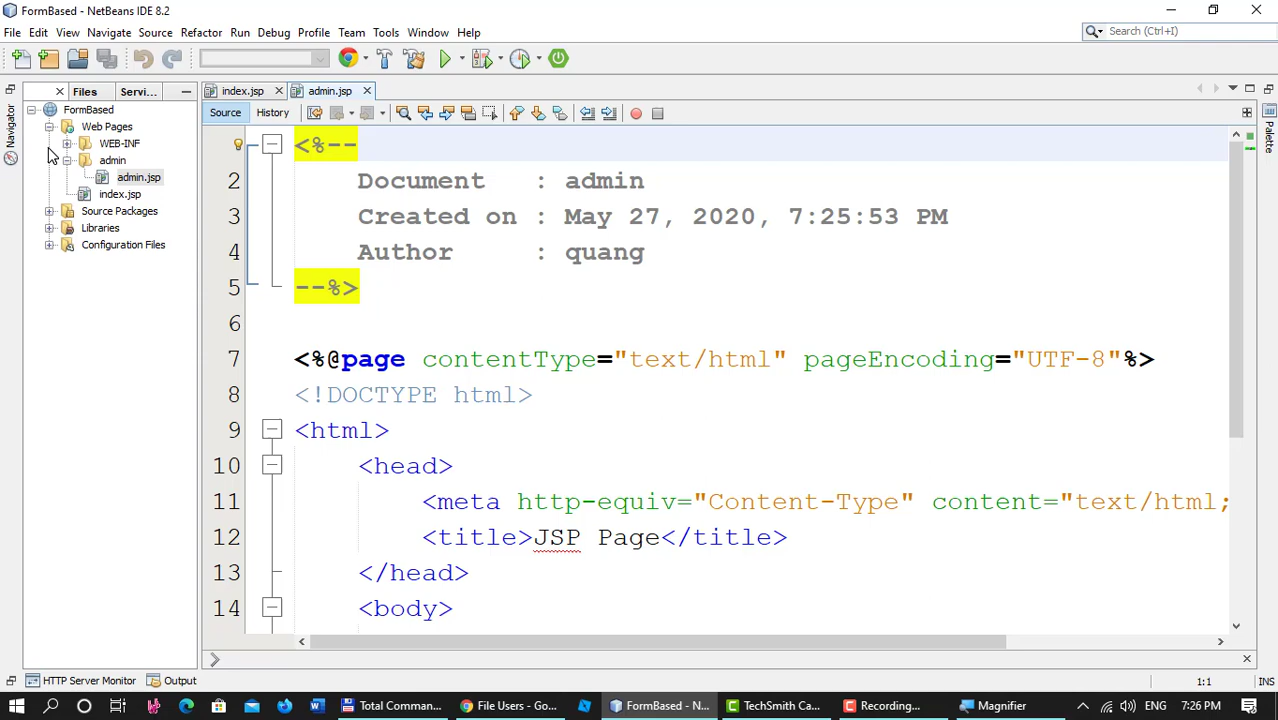 FormBased - NetBeans IDE 8.2
File Edit View Navigate Source Refactor Run Debug Profile Team Tools Window Help
Search (Ctrl+I)
Files Servi...
index.jsp admin.jsp
Source History
Navigator
Palette
FormBased
Web Pages
WEB-INF
admin
admin.jsp
index.jsp
Source Packages
Libraries
Configuration Files
<%--
2 Document : admin
3 Created on : May 27, 2020, 7:25:53 PM
4 Author : quang
5 --%>
6
7 <%@page contentType="text/html" pageEncoding="UTF-8"%>
8 <!DOCTYPE html>
9 <html>
10 <head>
11 <meta http-equiv="Content-Type" content="text/html;
12 <title>JSP Page</title>
13 </head>
14 <body>
HTTP Server Monitor Output
1:1 INS
Total Comman... File Users - Go... FormBased - N... TechSmith Ca... Recording... Magnifier ENG 7:26 PM